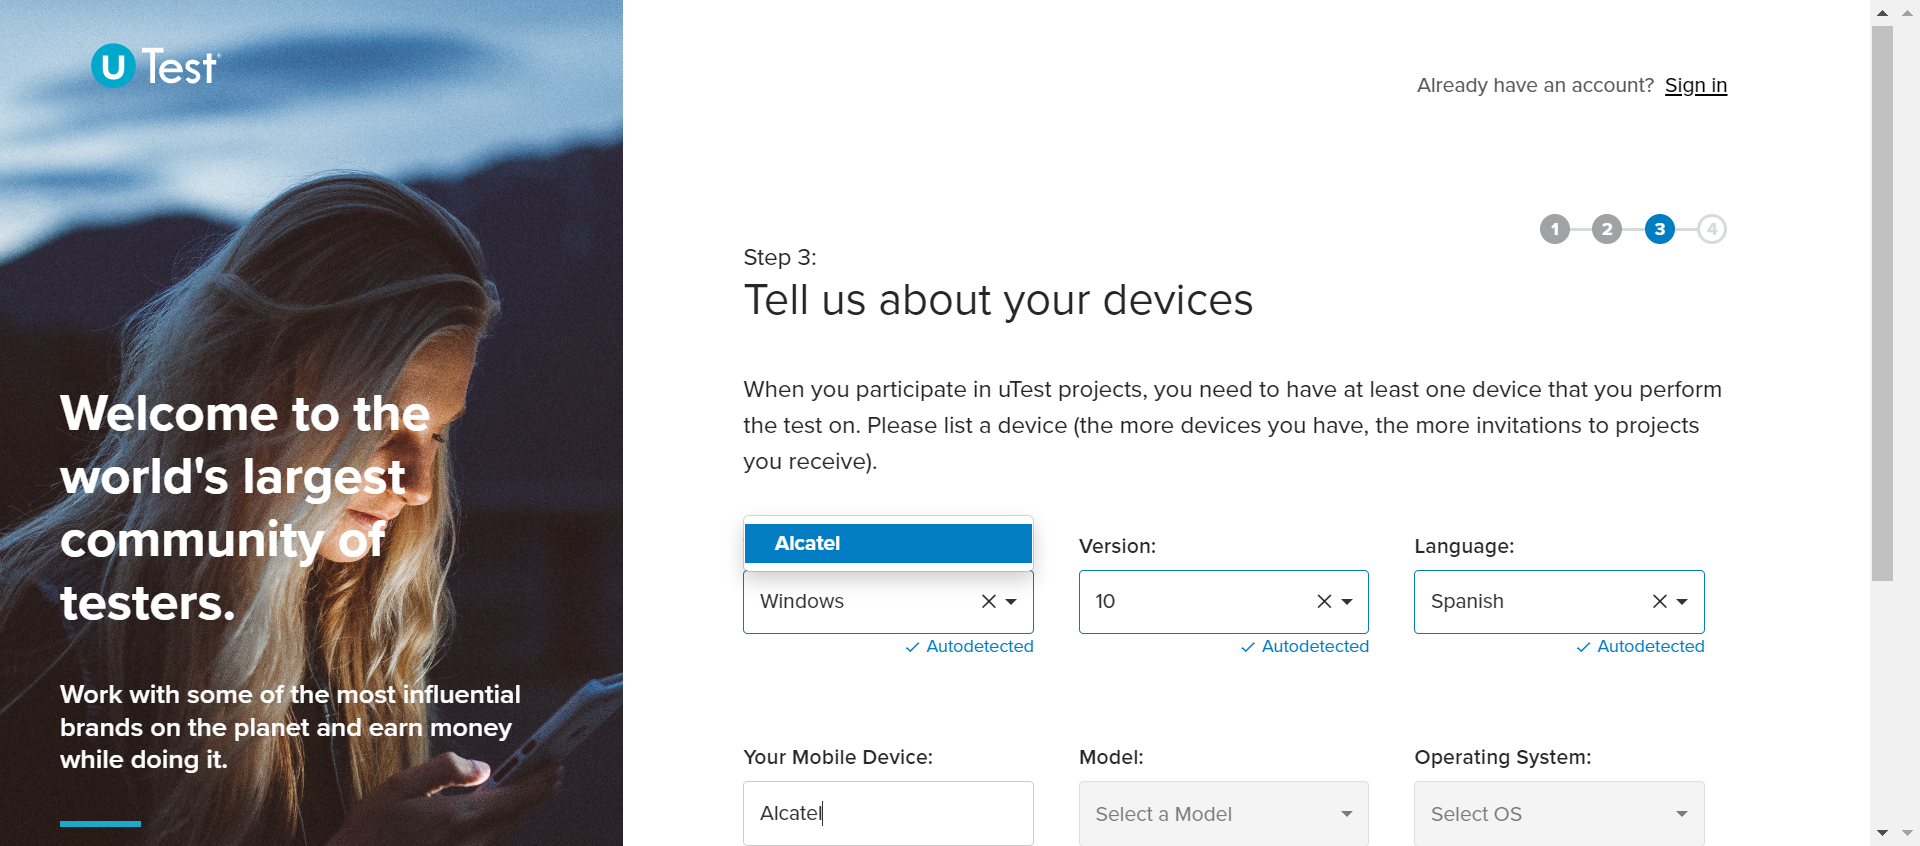 u Test
Already have an account? Sign in
1 2 3 4
Step 3:
Tell us about your devices
When you participate in uTest projects, you need to have at least one device that you perform
the test on. Please list a device (the more devices you have, the more invitations to projects
you receive).
Alcatel
Version:
Language:
Windows
10
Spanish
Autodetected
Autodetected
Autodetected
Your Mobile Device:
Model:
Operating System:
Alcatel
Select a Model
Select OS
Welcome to the
world's largest
community of
testers.
Work with some of the most influential
brands on the planet and earn money
while doing it.